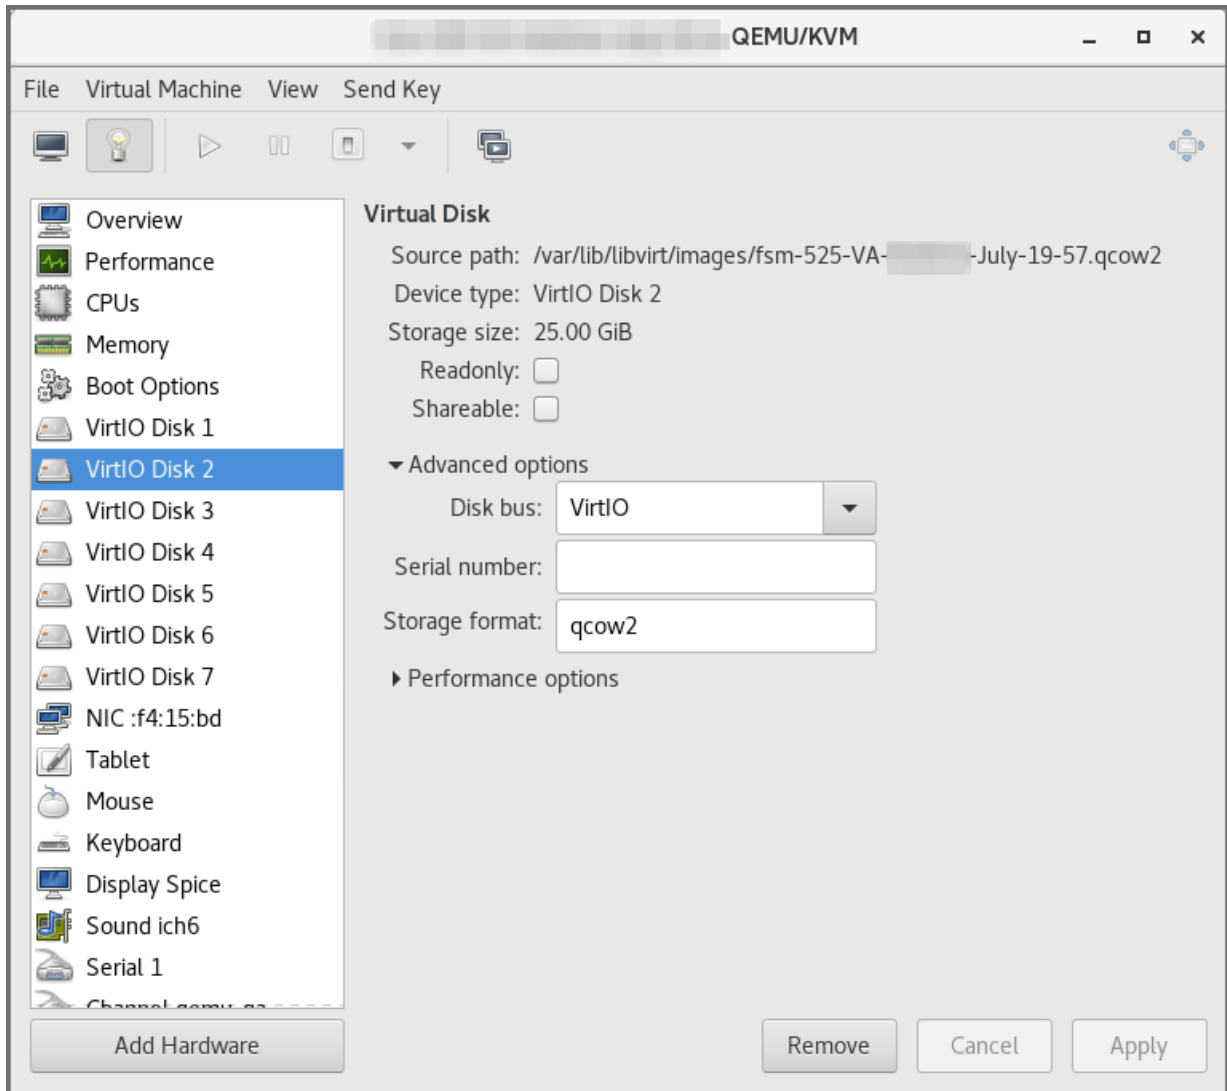 QEMU/KVM
File Virtual Machine View Send Key
Overview
Performance
CPUs
Memory
Boot Options
VirtIO Disk 1
VirtIO Disk 2
VirtIO Disk 3
VirtIO Disk 4
VirtIO Disk 5
VirtIO Disk 6
VirtIO Disk 7
NIC :f4:15:bd
Tablet
Mouse
Keyboard
Display Spice
Sound ich6
Serial 1
Add Hardware
Virtual Disk
Source path: /var/lib/libvirt/images/fsm-525-VA- -July-19-57.qcow2
Device type: VirtIO Disk 2
Storage size: 25.00 GiB
Readonly:
Shareable:
Advanced options
Disk bus: VirtIO
Serial number:
Storage format: qcow2
Performance options
Remove Cancel Apply